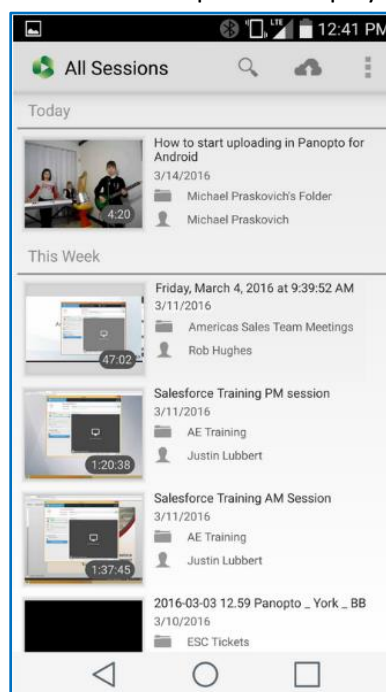 12:41 PM
All Sessions
Today
How to start uploading in Panopto for
Android
3/14/2016
Michael Praskovich's Folder
Michael Praskovich
4:20
This Week
Friday, March 4, 2016 at 9:39:52 AM
3/11/2016
Americas Sales Team Meetings
Rob Hughes
47:02
Salesforce Training PM session
3/11/2016
AE Training
Justin Lubbert
1:20:38
Salesforce Training AM Session
3/11/2016
AE Training
Justin Lubbert
1:37:45
2016-03-03 12.59 Panopto _ York _ BB
3/10/2016
ESC Tickets